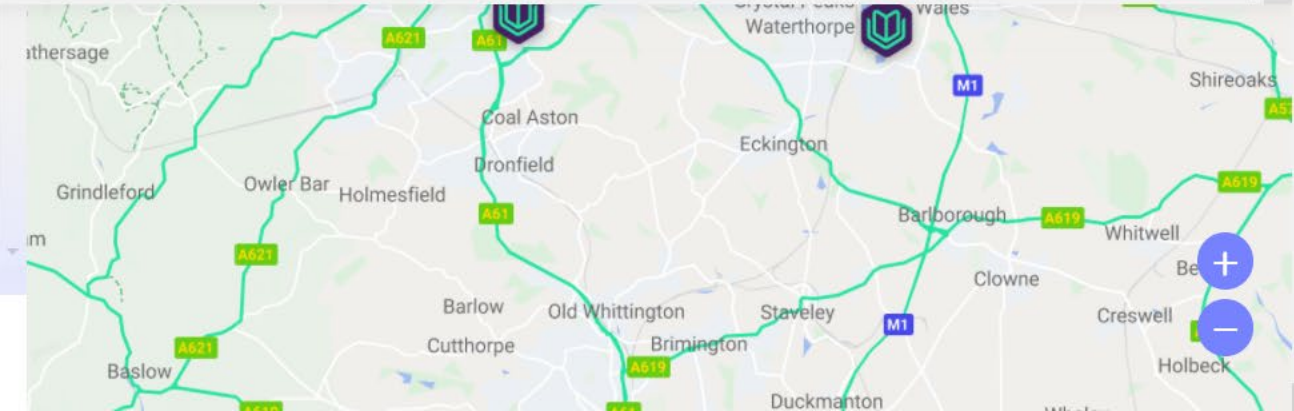 Wales
Waterthorpe
A621
A61
athersage
M1
Shireoaks
Coal Aston
Eckington
Dronfield
Grindleford
Owler Bar
Holmesfield
A619
A61
Barlborough
A619
Whitwell
A621
Be
Clowne
+
Barlow
Old Whittington
Staveley
Creswell
M1
−
A621
Cutthorpe
Brimington
A619
Holbeck
Baslow
Duckmanton